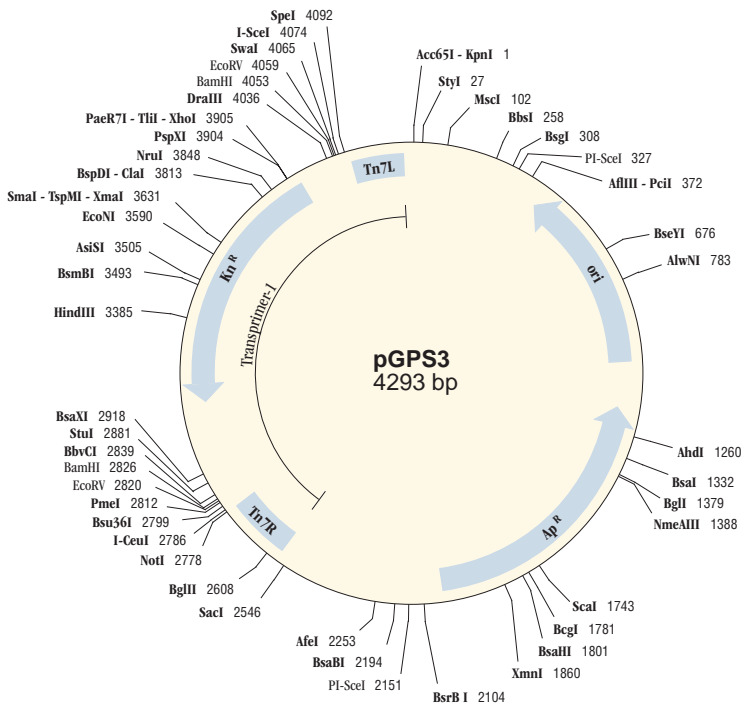 SpeI 4092
I-SceI 4074
SwaI 4065
EcoRV 4059
BamHI 4053
DraIII 4036
PaeR7I - TliI - XhoI 3905
PspXI 3904
NruI 3848
BspDI - ClaI 3813
SmaI - TspMI - XmaI 3631
EcoNI 3590
AsiSI 3505
BsmBI 3493
HindIII 3385
Acc65I - KpnI 1
StyI 27
MscI 102
BbsI 258
BsgI 308
PI-SceI 327
AflIII - PciI 372
BseYI 676
AlwNI 783
Tn7L
Kn R
ori
Transprimer-1
pGPS3
4293 bp
Tn7R
Ap R
BsaXI 2918
StuI 2881
BbvCI 2839
BamHI 2826
EcoRV 2820
PmeI 2812
Bsu36I 2799
I-CeuI 2786
NotI 2778
BglII 2608
SacI 2546
AfeI 2253
BsaBI 2194
PI-SceI 2151
AhdI 1260
BsaI 1332
BglI 1379
NmeAIII 1388
ScaI 1743
BcgI 1781
BsaHI 1801
XmnI 1860
BsrB I 2104